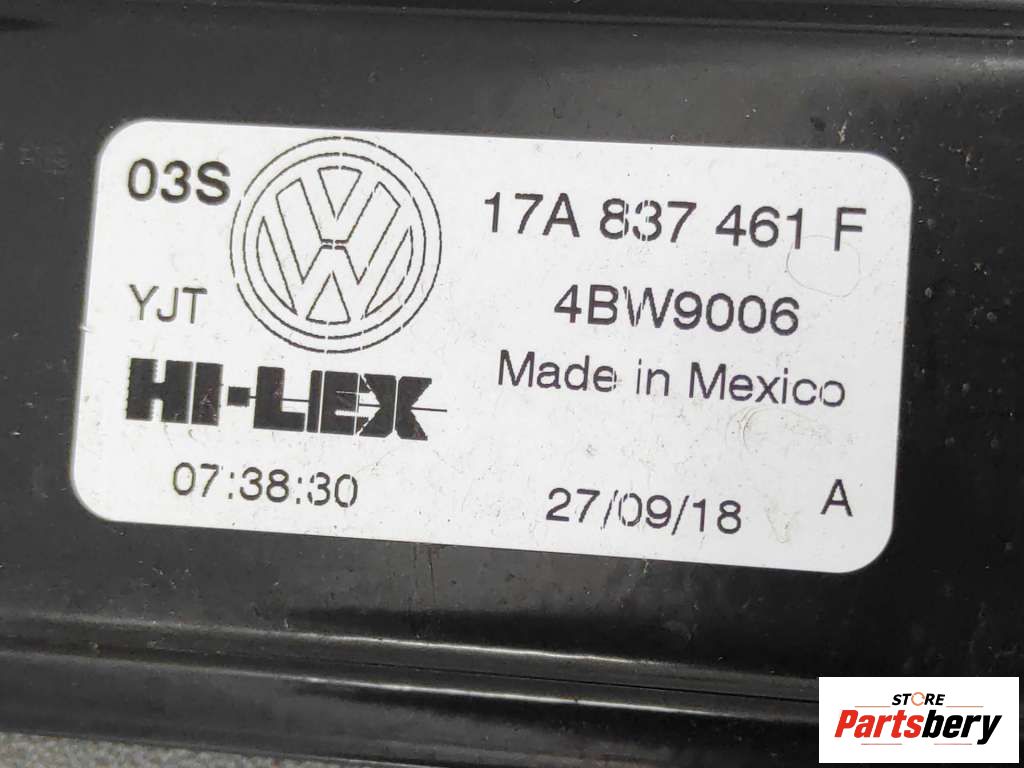 03S
17A 837 461 F
YJT
4BW9006
HI-LEX
Made in Mexico
07:38:30
27/09/18
A
STORE
Partsbery